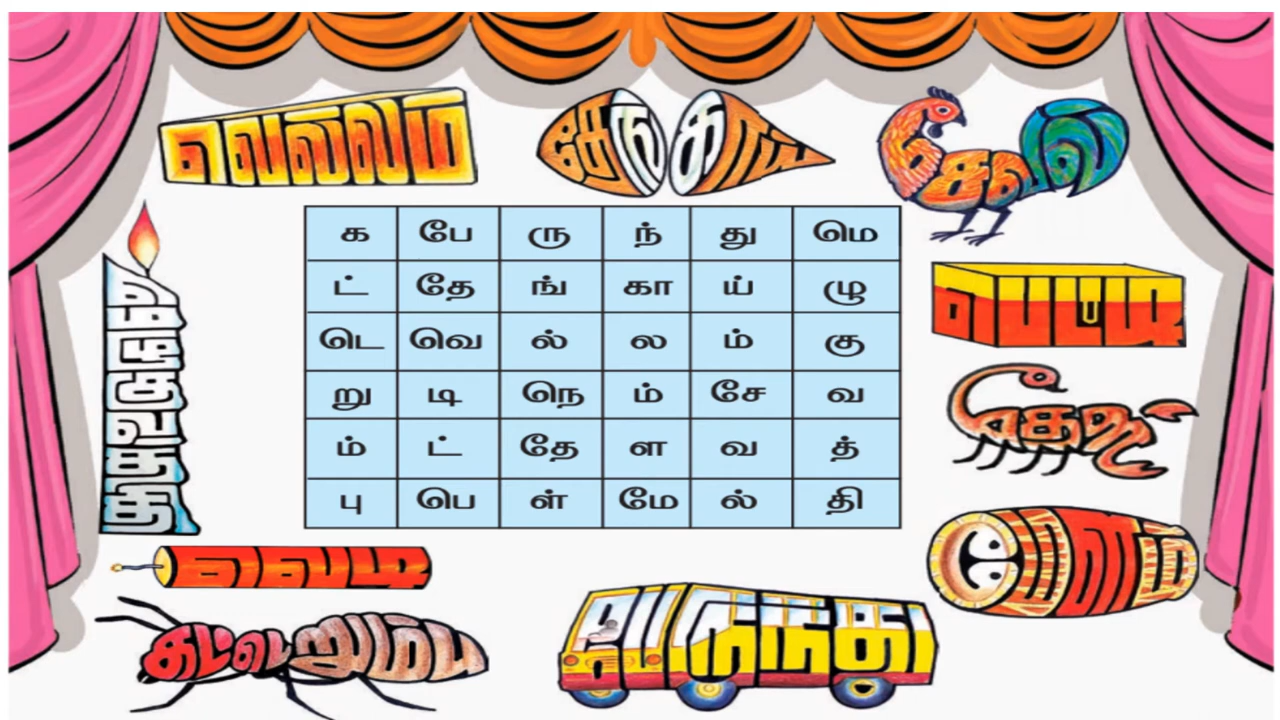 வெல்லம்
தேங்காய்
சேவல்
க பே ரு ந் து மெ
ட் தே ங் கா ய் ழு
டெ வெ ல் ல ம் கு
று டி நெ ம் சே வ
ம் ட் தே ள வ த்
பு பெ ள் மே ல் தி
மெழுகுவத்தி
பெட்டி
தேள்
மேளம்
வெடி
கட்டெறும்பு
பேருந்து